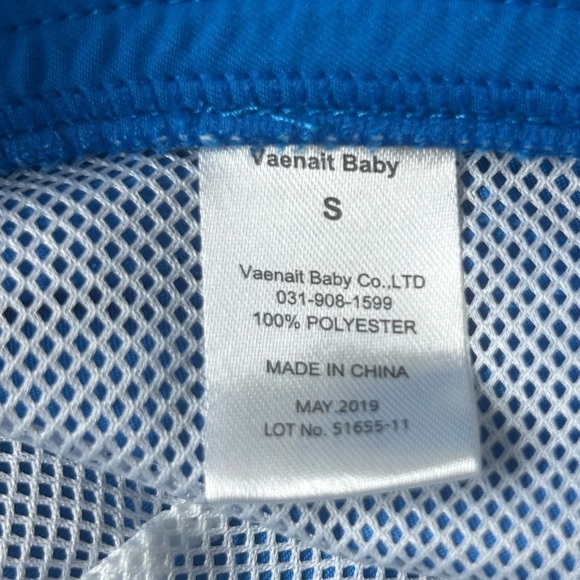 Vaenait Baby
S
Vaenait Baby Co.,LTD
031-908-1599
100% POLYESTER
MADE IN CHINA
MAY.2019
LOT No. 51655-11